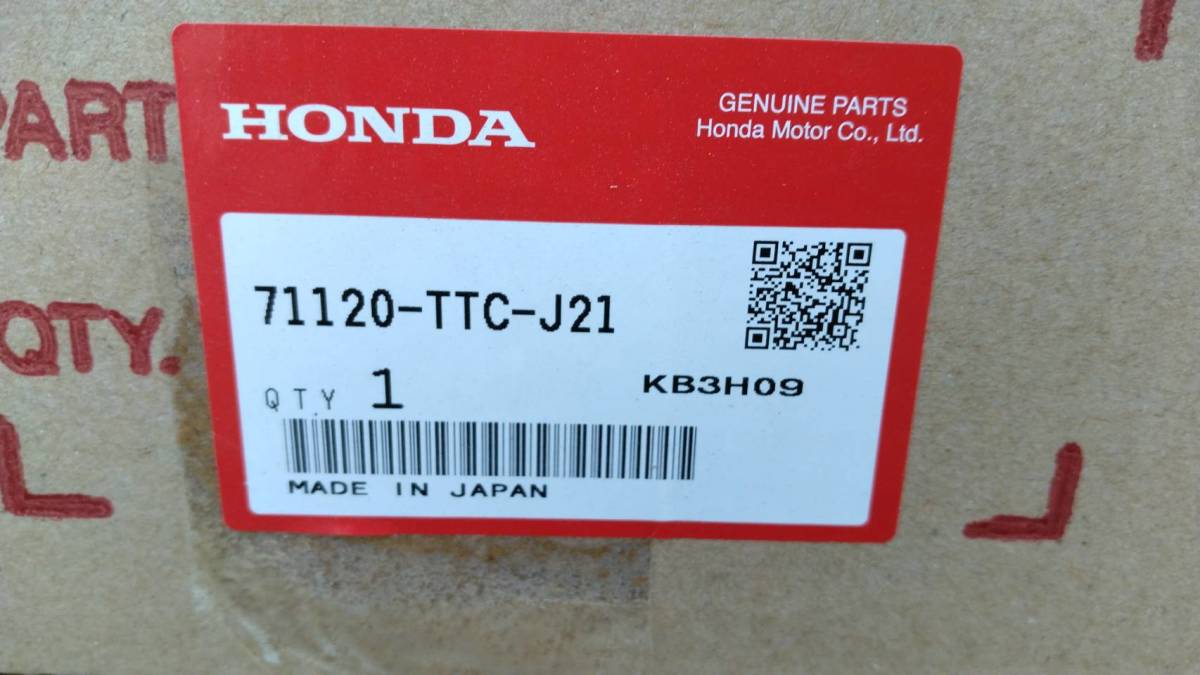 PART
HONDA
GENUINE PARTS
Honda Motor Co., Ltd.
71120-TTC-J21
QTY.
QTY 1
KB3H09
MADE IN JAPAN